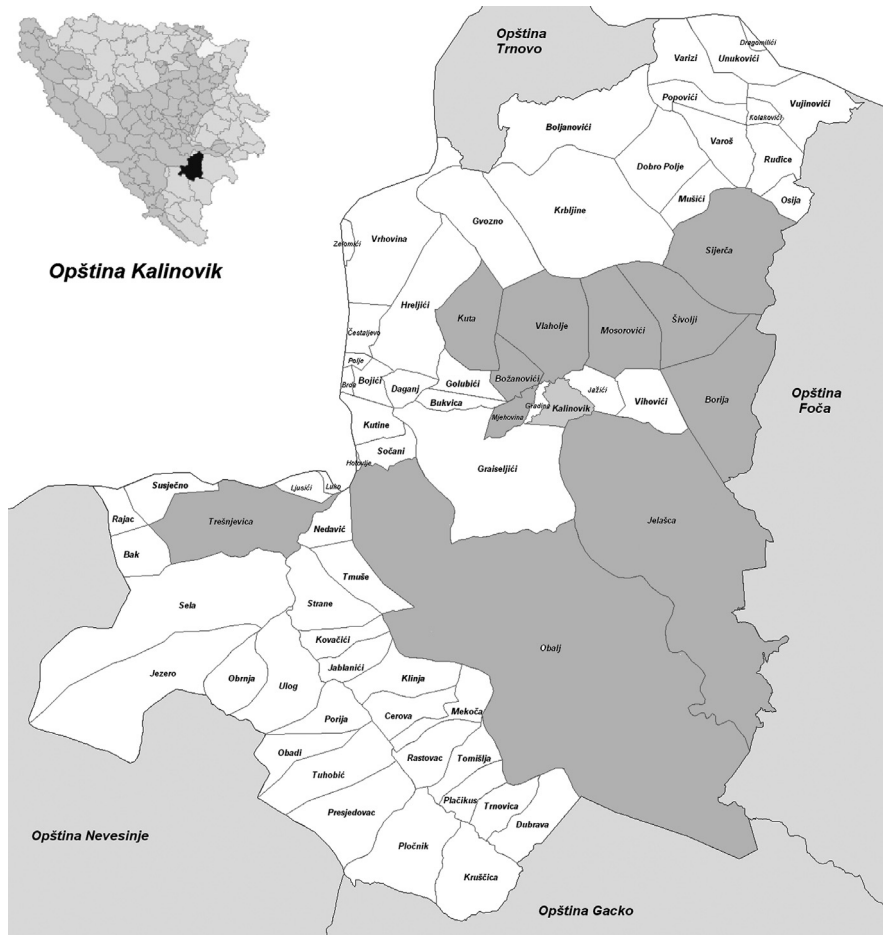 Opština
Trnovo
Dragomilići
Varizi
Unukovići
Popovići
Vujinovići
Kolakovići
Boljanovići
Varoš
Dobro Polje
Ruđice
Mušići
Osija
Krbljine
Gvozno
Vrhovina
Zelomići
Sijerča
Opština Kalinovik
Hreljići
Kuta
Vlaholje
Mosorovići
Šivolji
Čestaljevo
Polje
Brda
Bojići
Daganj
Golubići
Božanovići
Jažići
Vihovići
Borija
Opština
Foča
Bukvica
Mjehovina
Gradina
Kalinovik
Kutine
Sočani
Hotovlje
Graiseljići
Susječno
Ljusići
Luko
Rajac
Trešnjevica
Nedavić
Jelašca
Bak
Tmuše
Sela
Strane
Kovačići
Obalj
Jablanići
Jezero
Obrnja
Ulog
Klinja
Porija
Cerova
Mekoča
Obadi
Rastovac
Tomišlja
Tuhobić
Plačikus
Trnovica
Presjedovac
Dubrava
Opština Nevesinje
Pločnik
Kruščica
Opština Gacko